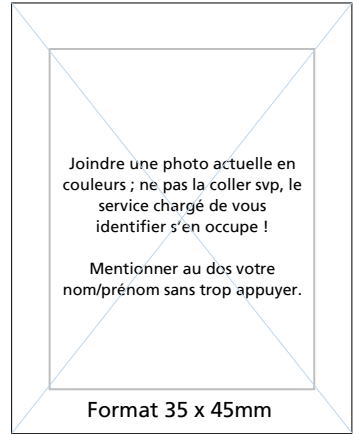 Joindre une photo actuelle en
couleurs ; ne pas la coller svp, le
service chargé de vous
identifier s'en occupe !
Mentionner au dos votre
nom/prénom sans trop appuyer.
Format 35 x 45mm